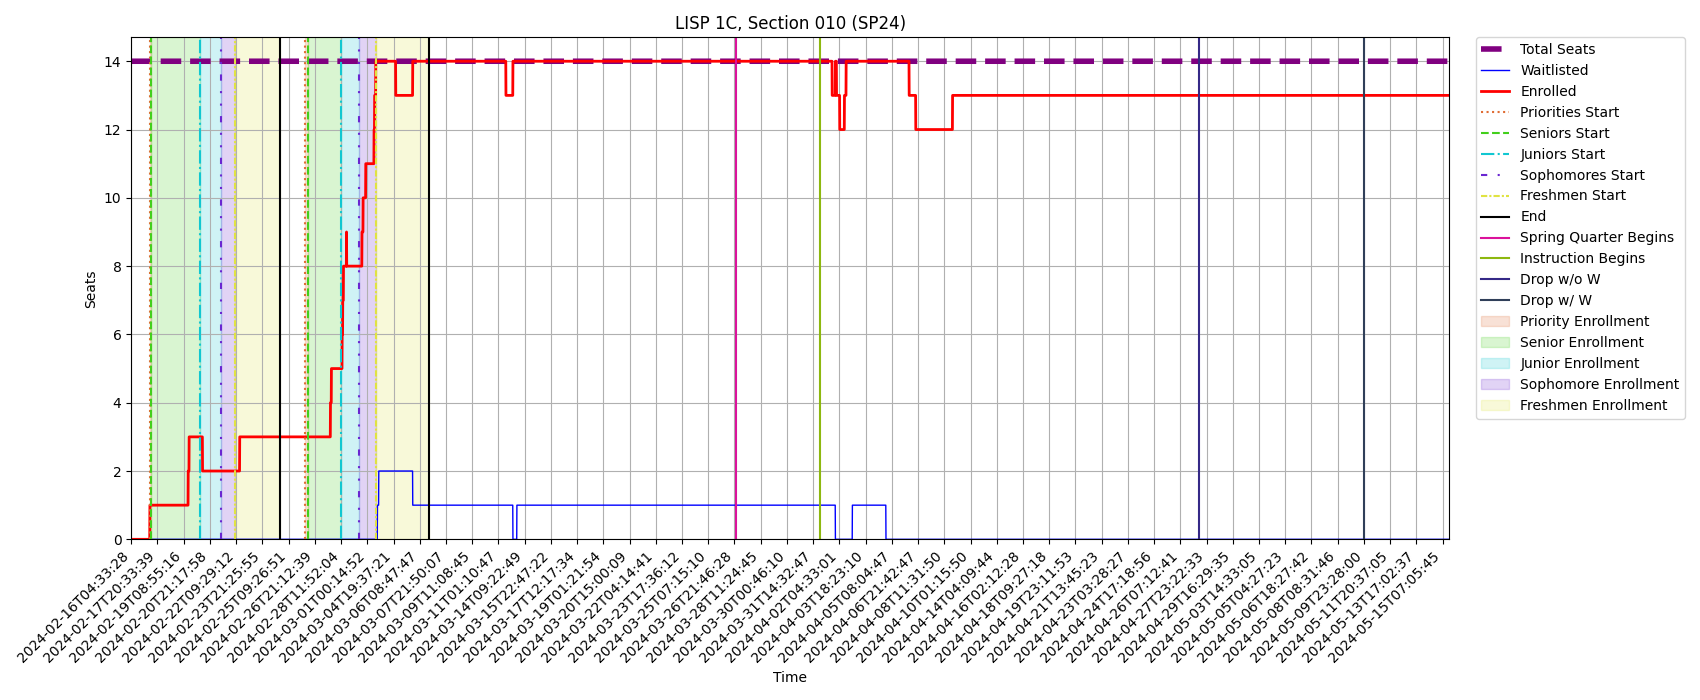 LISP 1C, Section 010 (SP24)
Seats
14
12
10
8
6
4
2
0
Total Seats
Waitlisted
Enrolled
Priorities Start
Seniors Start
Juniors Start
Sophomores Start
Freshmen Start
End
Spring Quarter Begins
Instruction Begins
Drop w/o W
Drop w/ W
Priority Enrollment
Senior Enrollment
Junior Enrollment
Sophomore Enrollment
Freshmen Enrollment
2024-02-16T04:33:28
2024-02-17T20:33:39
2024-02-19T08:55:16
2024-02-20T21:17:58
2024-02-22T09:29:12
2024-02-23T21:25:55
2024-02-25T09:26:51
2024-02-26T21:12:39
2024-02-28T11:52:04
2024-03-01T00:14:52
2024-03-04T19:37:21
2024-03-06T08:47:47
2024-03-07T21:50:07
2024-03-09T11:08:45
2024-03-11T01:10:47
2024-03-14T09:22:49
2024-03-15T22:47:22
2024-03-17T12:17:34
2024-03-19T01:21:54
2024-03-20T15:00:09
2024-03-22T04:14:41
2024-03-23T17:36:12
2024-03-25T07:15:10
2024-03-26T21:46:28
2024-03-28T11:24:45
2024-03-30T00:46:10
2024-03-31T14:32:47
2024-04-02T04:33:01
2024-04-03T18:23:10
2024-04-05T08:04:47
2024-04-06T21:42:47
2024-04-08T11:31:50
2024-04-10T01:15:50
2024-04-14T04:09:44
2024-04-16T02:12:28
2024-04-18T09:27:18
2024-04-19T23:11:53
2024-04-21T13:45:23
2024-04-23T03:28:27
2024-04-24T17:18:56
2024-04-26T07:12:41
2024-04-27T23:22:33
2024-04-29T16:29:35
2024-05-03T14:33:05
2024-05-05T04:27:23
2024-05-06T18:27:42
2024-05-08T08:31:46
2024-05-09T23:28:00
2024-05-11T20:37:05
2024-05-13T17:02:37
2024-05-15T07:05:45
Time